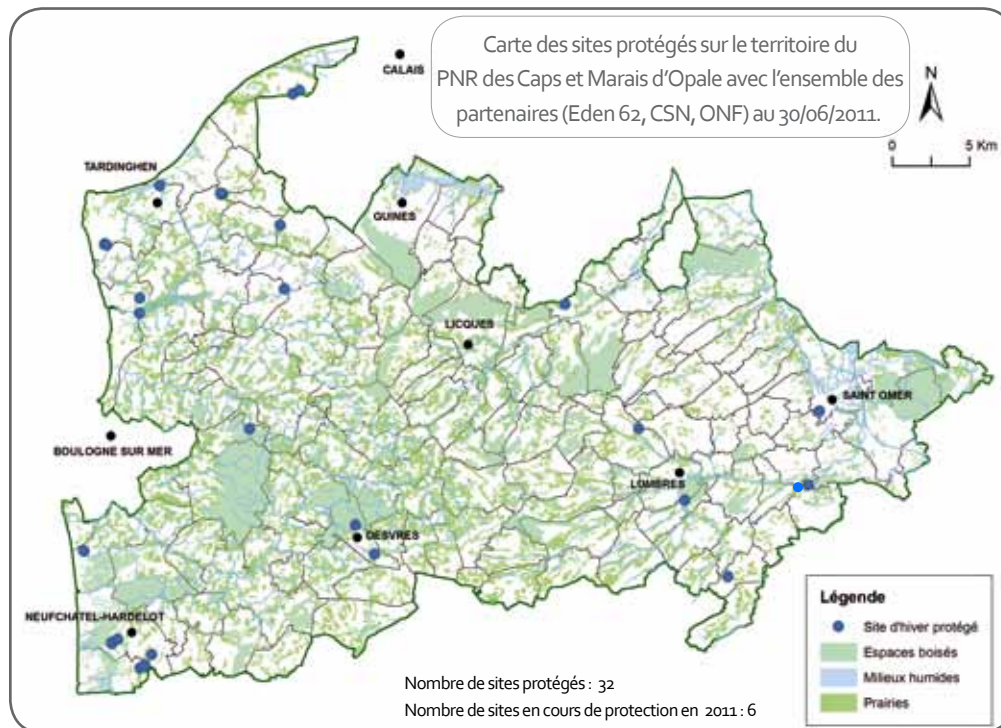 Carte des sites protégés sur le territoire du
PNR des Caps et Marais d'Opale avec l'ensemble des
partenaires (Eden 62, CSN, ONF) au 30/06/2011.
N
0 5 Km
CALAIS
TARDINGHEN
GUINES
LICQUES
SAINT OMER
BOULOGNE SUR MER
LOMBRES
DESVRES
NEUFCHATEL-HARDELOT
Légende
Site d'hiver protégé
Espaces boisés
Milieux humides
Prairies
Nombre de sites protégés : 32
Nombre de sites en cours de protection en 2011 : 6